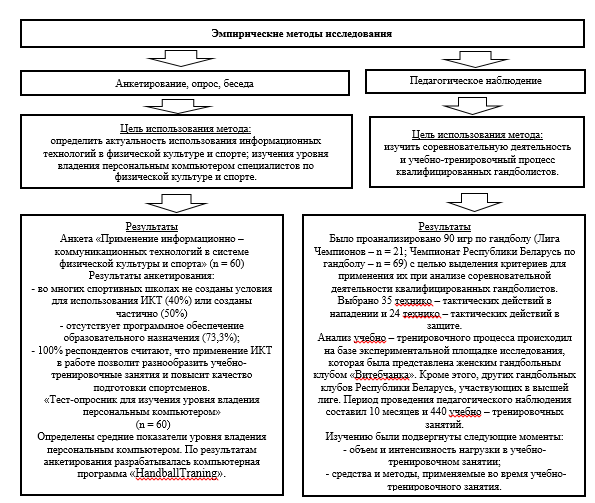 Эмпирические методы исследования
Анкетирование, опрос, беседа
Цель использования метода:
определить актуальность использования информационных
технологий в физической культуре и спорте; изучения уровня
владения персональным компьютером специалистов по
физической культуре и спорте.
Результаты
Анкета «Применение информационно –
коммуникационных технологий в системе
физической культуры и спорта» (n = 60)
Результаты анкетирования:
- во многих спортивных школах не созданы условия
для использования ИКТ (40%) или созданы
частично (50%)
- отсутствует программное обеспечение
образовательного назначения (73,3%);
- 100% респондентов считают, что применение ИКТ
в работе позволит разнообразить учебно-
тренировочные занятия и повысит качество
подготовки спортсменов.
«Тест-опросник для изучения уровня владения
персональным компьютером»
(n = 60)
Определены средние показатели уровня владения
персональным компьютером. По результатам
анкетирования разрабатывалась компьютерная
программа «HandballTraning».
Педагогическое наблюдение
Цель использования метода:
изучить соревновательную деятельность
и учебно-тренировочный процесс
квалифицированных гандболистов.
Результаты
Было проанализировано 90 игр по гандболу (Лига
Чемпионов – n = 21; Чемпионат Республики Беларусь по
гандболу – n = 69) с целью выделения критериев для
применения их при анализе соревновательной
деятельности квалифицированных гандболистов.
Выбрано 35 технико – тактических действий в
нападении и 24 технико – тактических действий в
защите.
Анализ учебно – тренировочного процесса происходил
на базе экспериментальной площадке исследования,
которая была представлена женским гандбольным
клубом «Витебчанка». Кроме этого, других гандбольных
клубов Республики Беларусь, участвующих в высшей
лиге. Период проведения педагогического наблюдения
составил 10 месяцев и 440 учебно – тренировочных
занятий.
Изучению были подвергнуты следующие моменты:
- объем и интенсивность нагрузки в учебно-
тренировочном занятии;
- средства и методы, применяемые во время учебно-
тренировочного занятия.